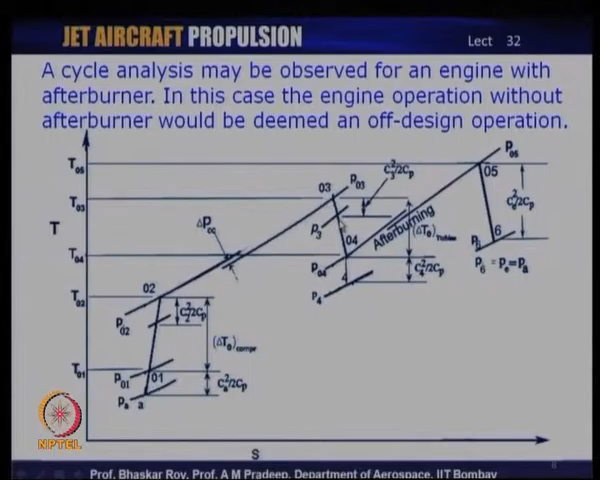 JET AIRCRAFT PROPULSION
Lect 32
A cycle analysis may be observed for an engine with
afterburner. In this case the engine operation without
afterburner would be deemed an off-design operation.
P05
T05
05
03
P03
C3²/2Cp
T03
ΔP
Ce²/2Cp
T
P3
04
Afterburning
(ΔT0)
6
T04
P04
C4²/2Cp
P6 = Pe = Pa
02
4
T02
P4
P02
C2²/2Cp
(ΔT0)compr
T01
P01
01
Ca²/2Cp
Pa
a
NPTEL
S
8
Prof. Bhaskar Roy, Prof. A M Pradeep, Department of Aerospace, IIT Bombay